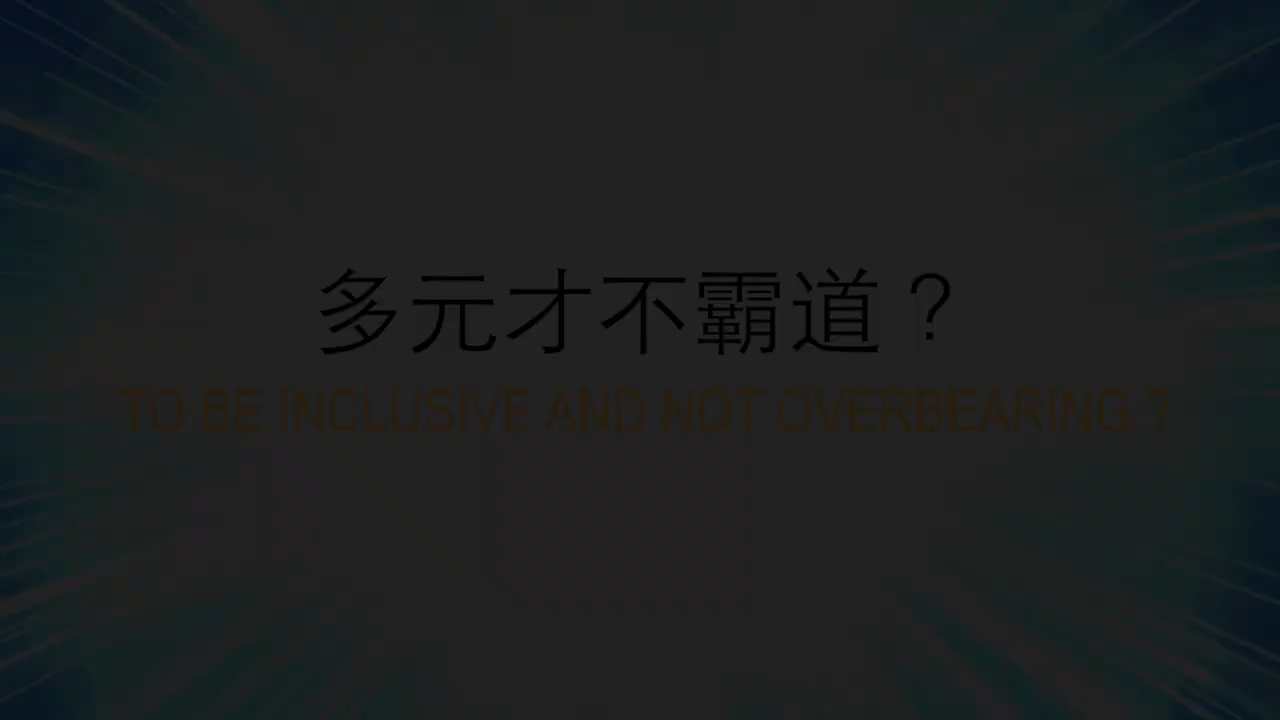 多元才不霸道？
TO BE INCLUSIVE AND NOT OVERBEARING ?